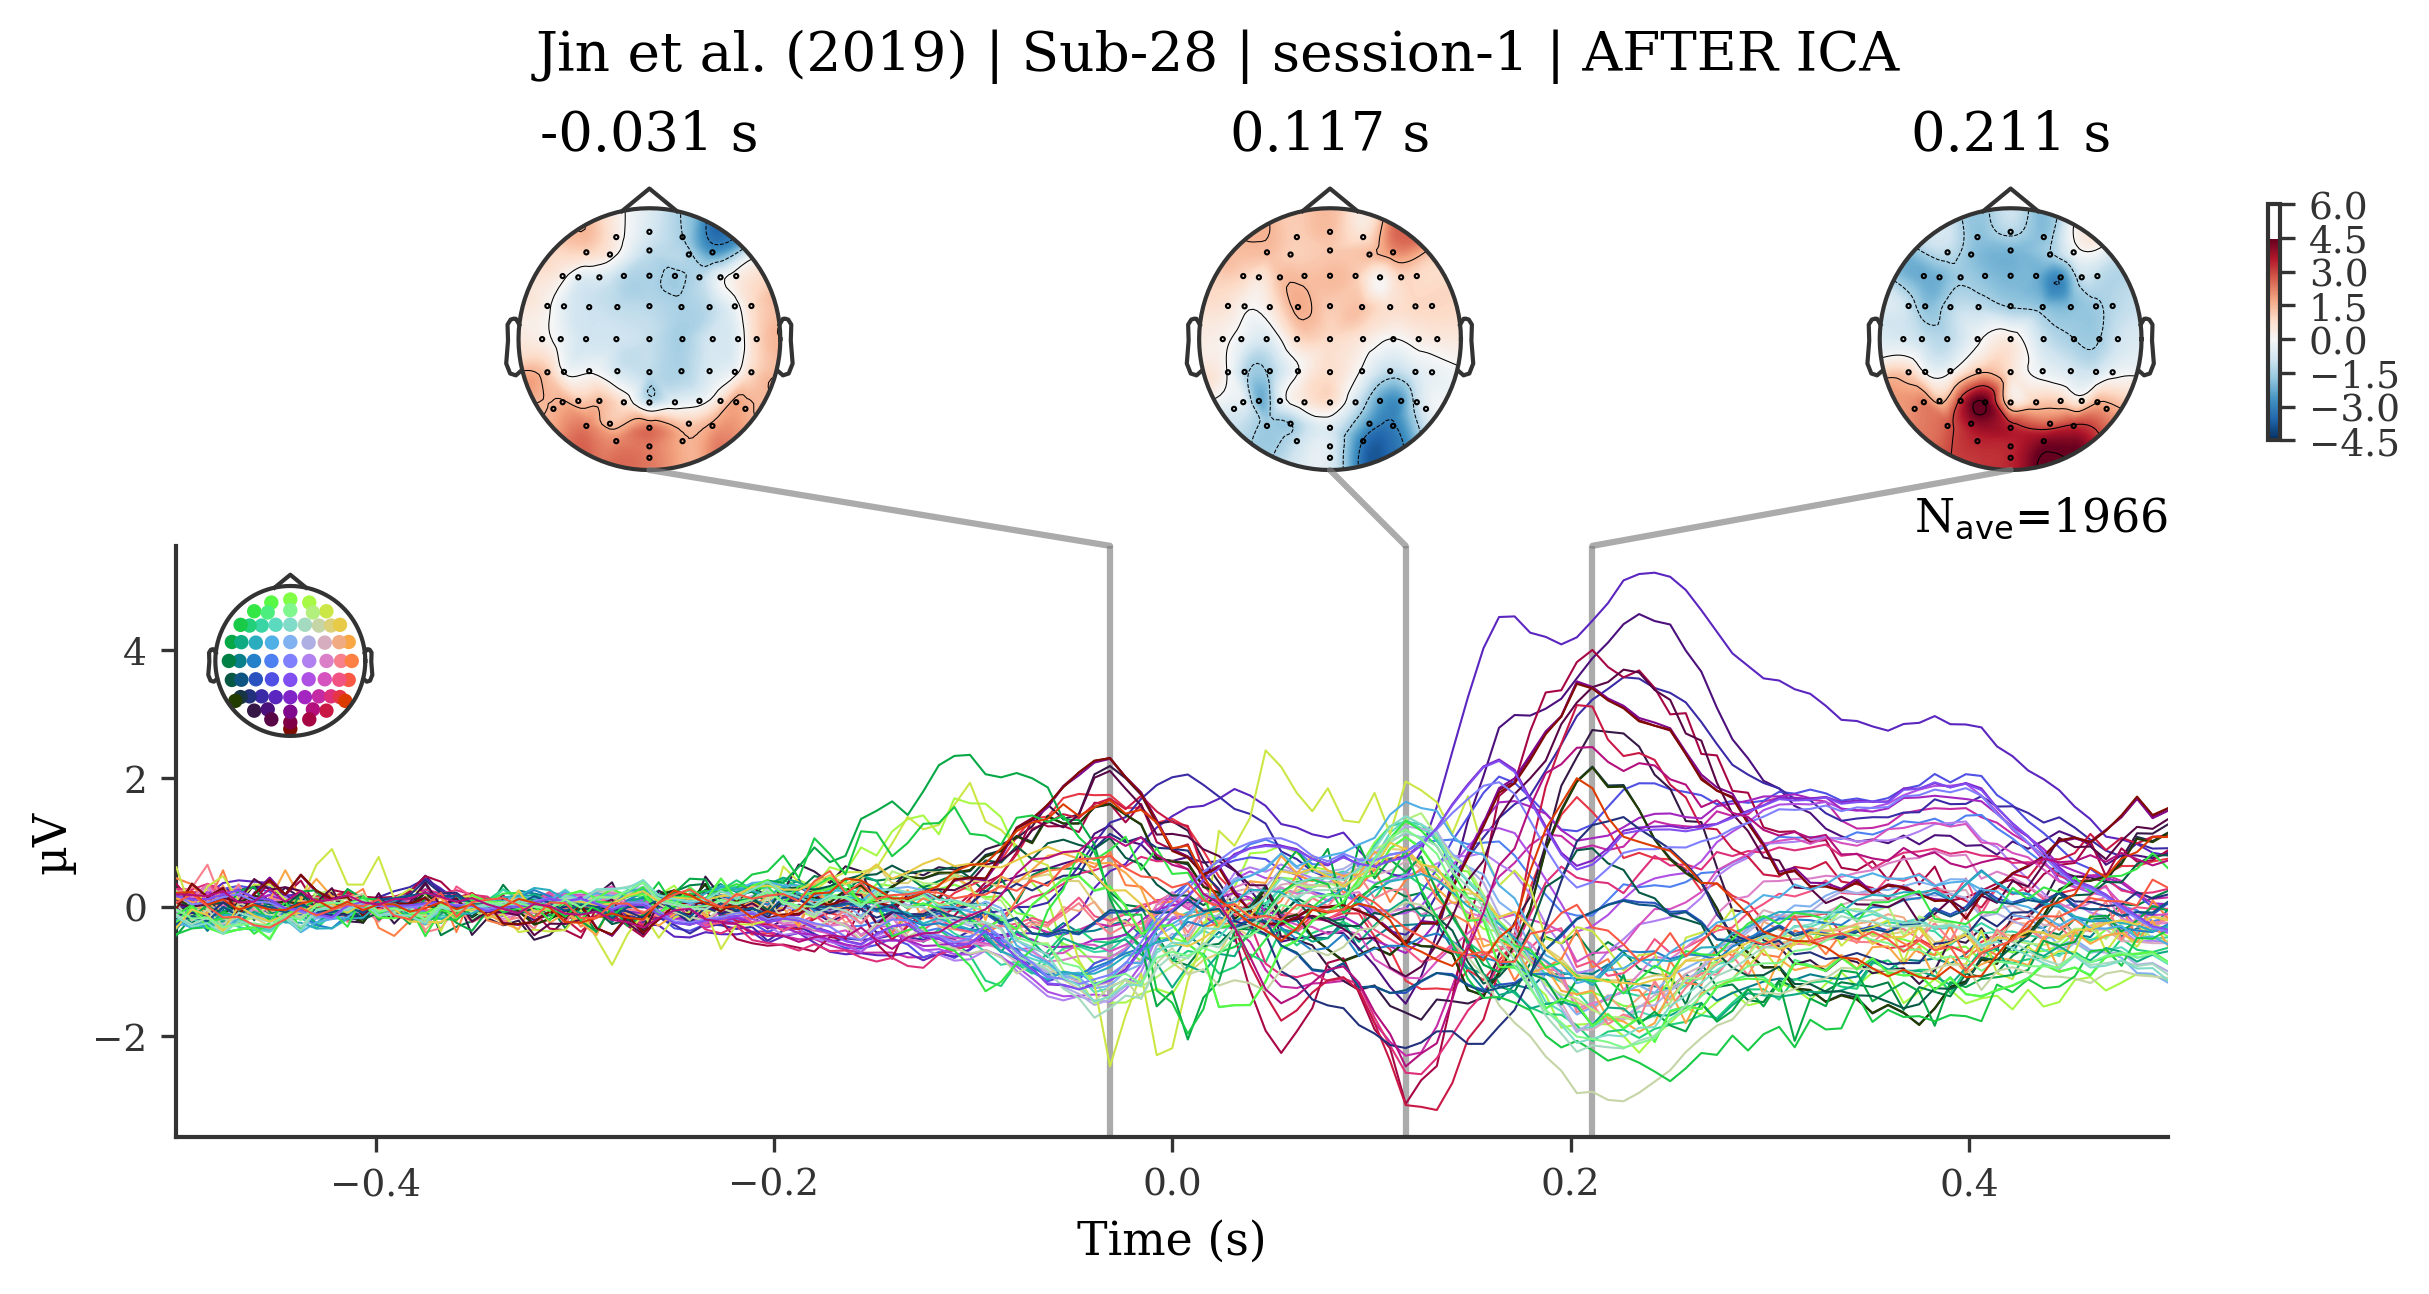 Jin et al. (2019) | Sub-28 | session-1 | AFTER ICA
-0.031 s
0.117 s
0.211 s
6.0
4.5
3.0
1.5
0.0
−1.5
−3.0
−4.5
Nave=1966
4
2
0
−2
µV
−0.4
−0.2
0.0
0.2
0.4
Time (s)